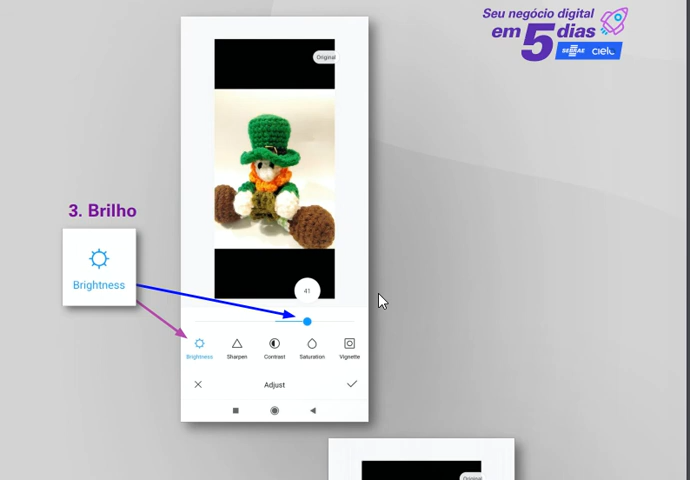 Seu negócio digital
em 5 dias
SEBRAE cielo
Original
3. Brilho
Brightness
41
Brightness Sharpen Contrast Saturation Vignette
Adjust
Original